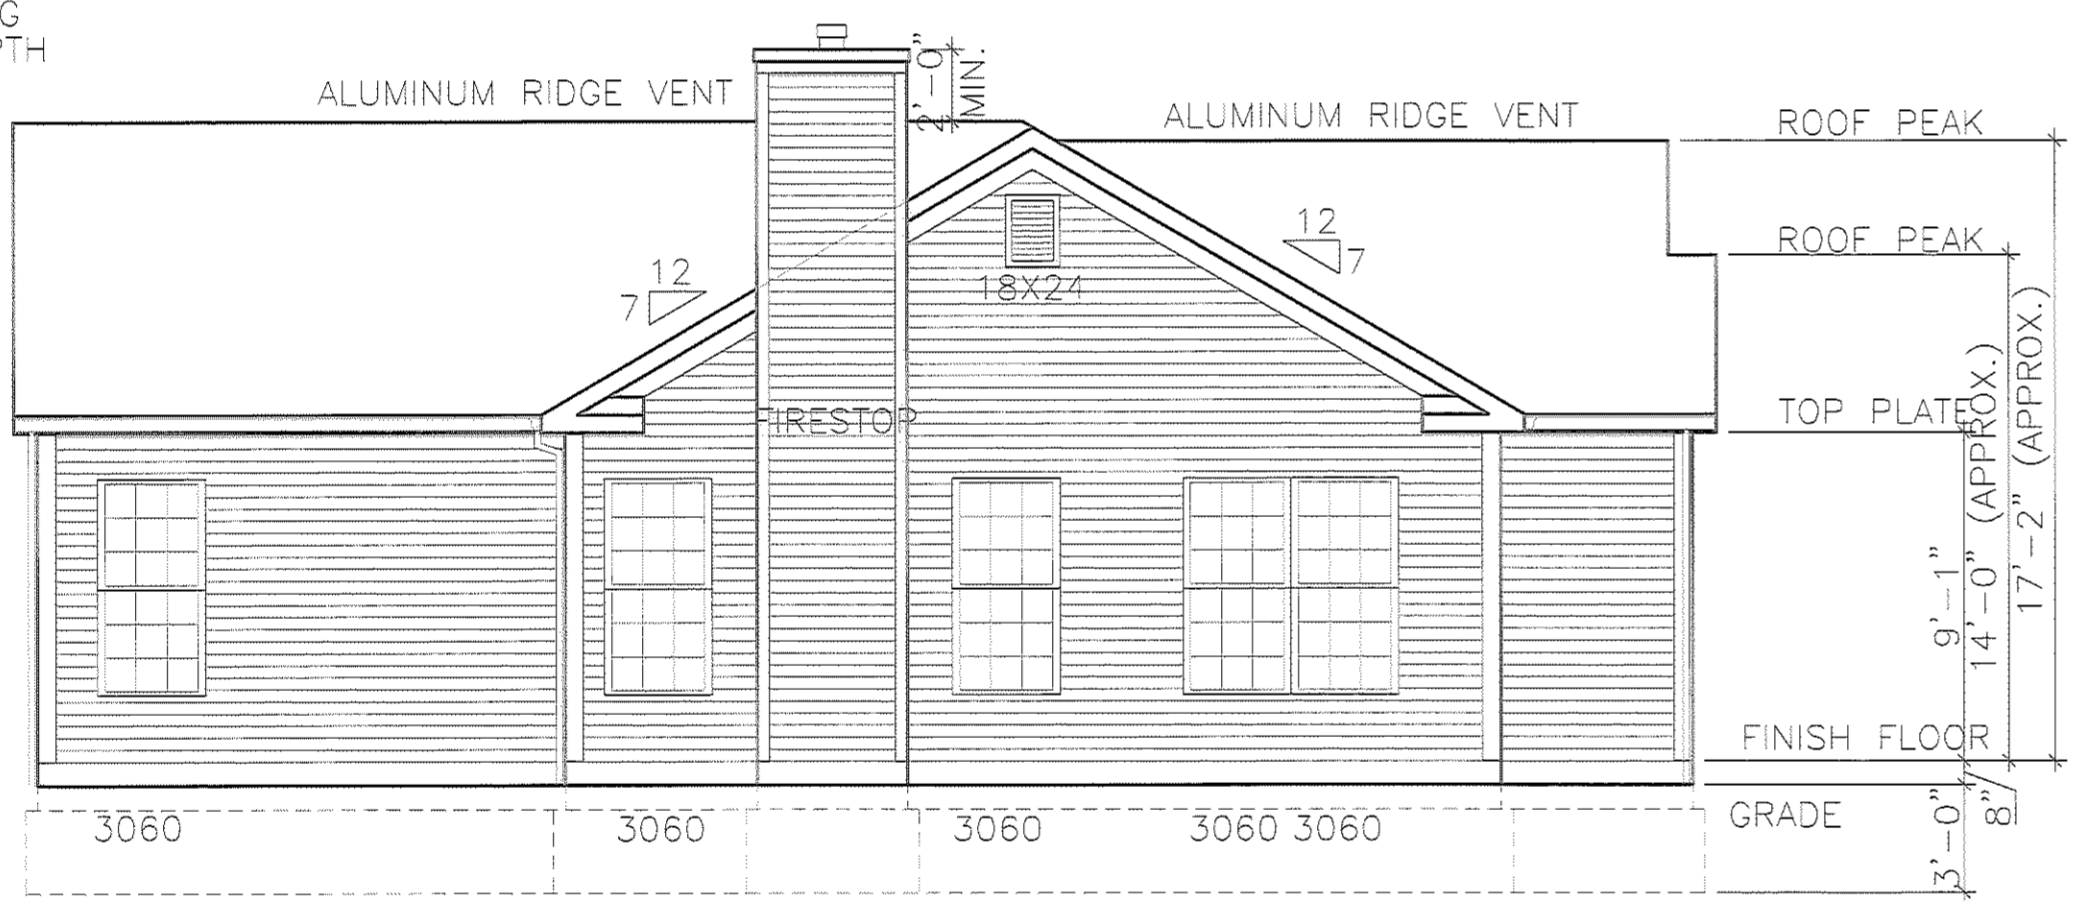 G
PTH
ALUMINUM RIDGE VENT
2'-0"
MIN.
ALUMINUM RIDGE VENT
ROOF PEAK
ROOF PEAK
12
7
12
7
18X24
FIRESTOP
TOP PLATE
9'-1"
14'-0" (APPROX.)
17'-2" (APPROX.)
FINISH FLOOR
GRADE
8"
3'-0"
3060
3060
3060
3060 3060